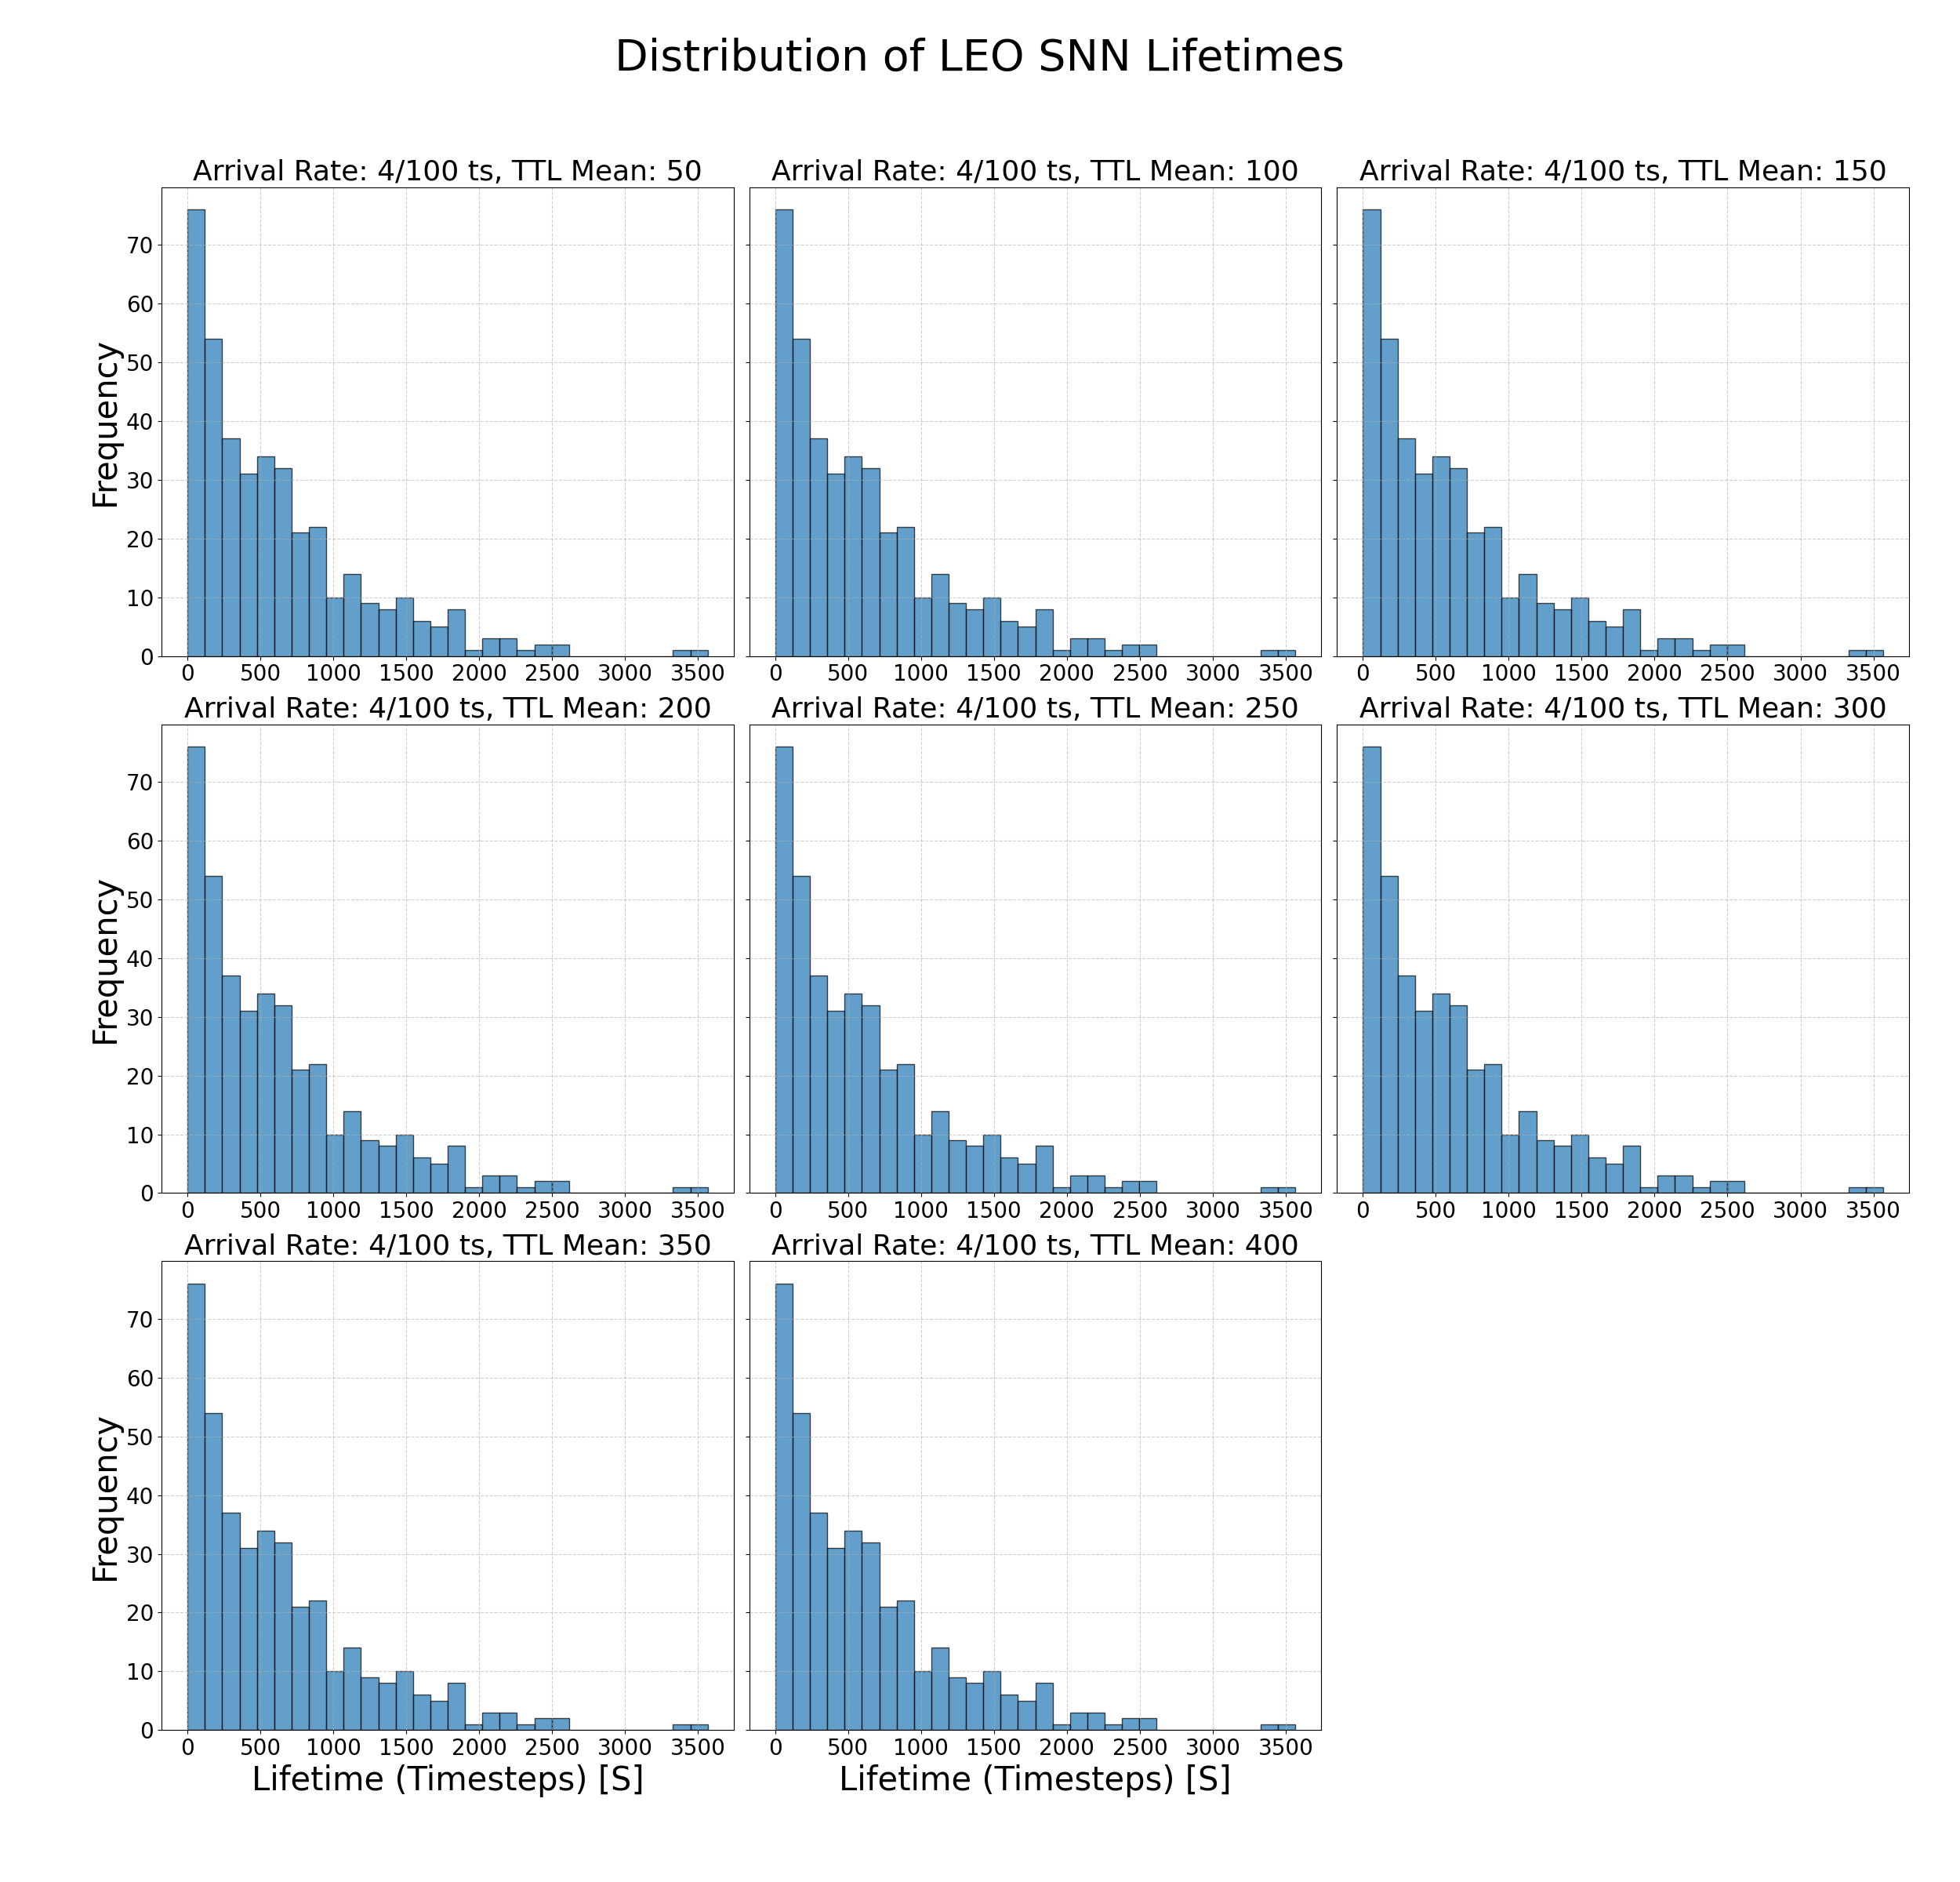 Distribution of LEO SNN Lifetimes
Arrival Rate: 4/100 ts, TTL Mean: 50
Arrival Rate: 4/100 ts, TTL Mean: 100
Arrival Rate: 4/100 ts, TTL Mean: 150
70
60
50
40
30
20
10
0
Frequency
0 500 1000 1500 2000 2500 3000 3500
0 500 1000 1500 2000 2500 3000 3500
0 500 1000 1500 2000 2500 3000 3500
Arrival Rate: 4/100 ts, TTL Mean: 200
Arrival Rate: 4/100 ts, TTL Mean: 250
Arrival Rate: 4/100 ts, TTL Mean: 300
70
60
50
40
30
20
10
0
Frequency
0 500 1000 1500 2000 2500 3000 3500
0 500 1000 1500 2000 2500 3000 3500
0 500 1000 1500 2000 2500 3000 3500
Arrival Rate: 4/100 ts, TTL Mean: 350
Arrival Rate: 4/100 ts, TTL Mean: 400
70
60
50
40
30
20
10
0
Frequency
0 500 1000 1500 2000 2500 3000 3500
0 500 1000 1500 2000 2500 3000 3500
Lifetime (Timesteps) [S]
Lifetime (Timesteps) [S]